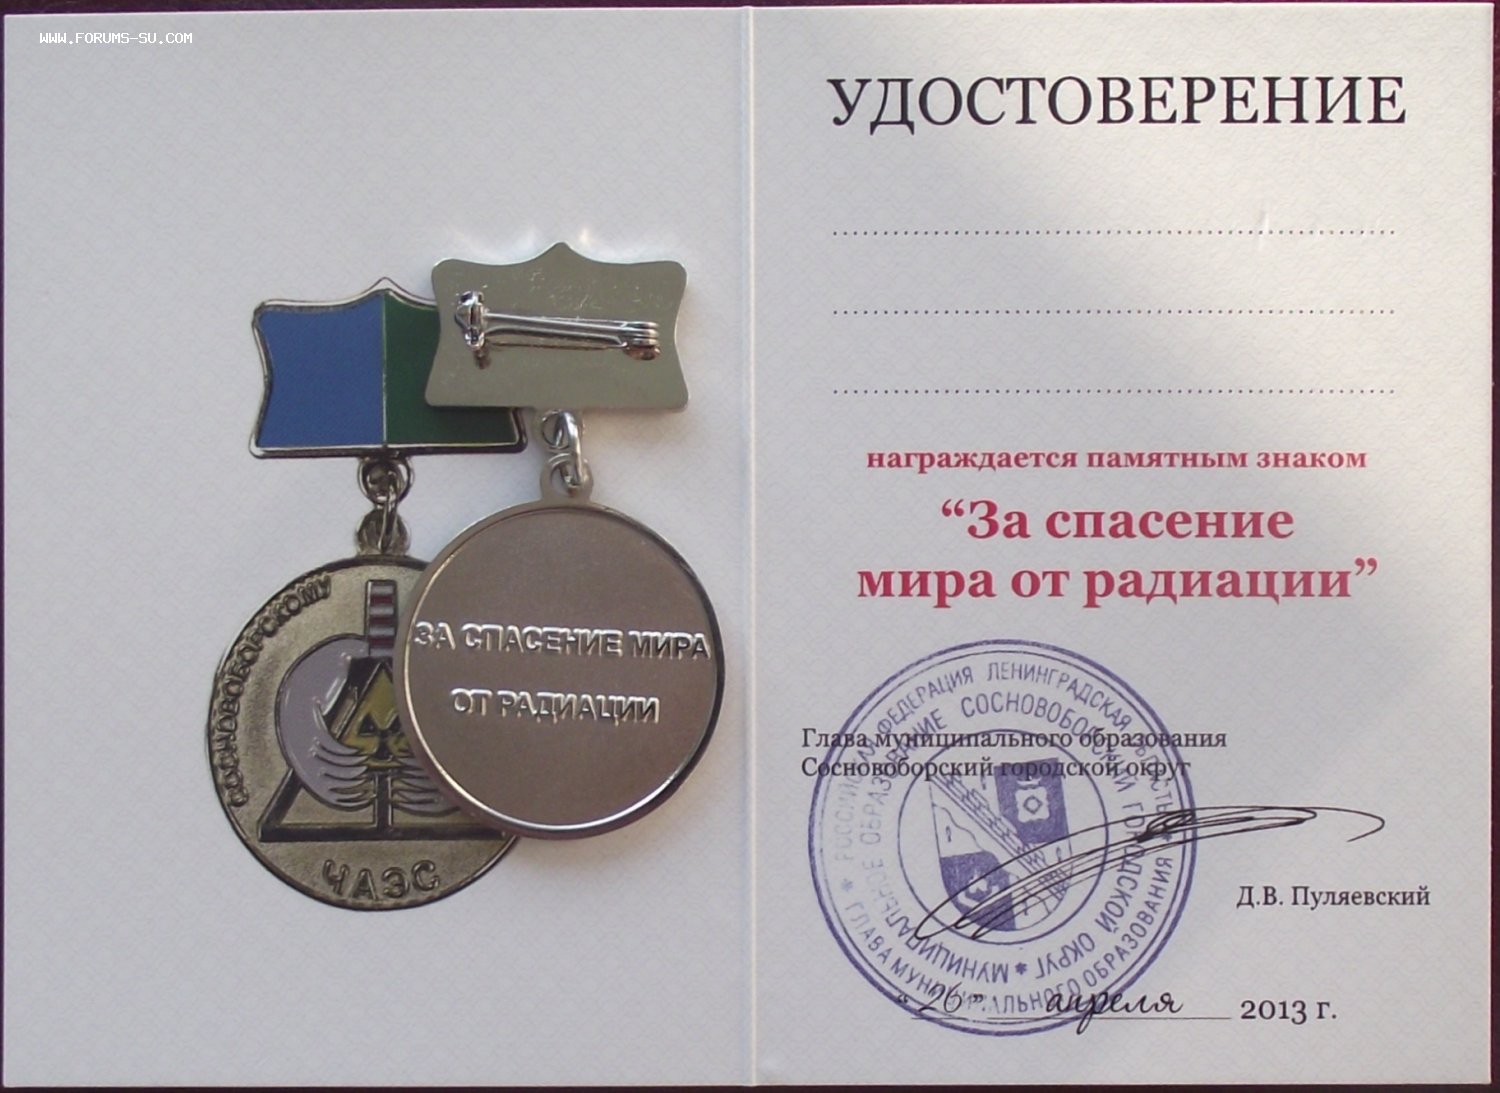 WWW.FORUMS-SU.COM
УДОСТОВЕРЕНИЕ
награждается памятным знаком
“За спасение
мира от радиации”
Глава муниципального образования
Сосновоборский городской округ
Д.В. Пуляевский
“26” апреля 2013 г.
РОССИЙСКАЯ ФЕДЕРАЦИЯ ЛЕНИНГРАДСКАЯ ОБЛАСТЬ * ГЛАВА МУНИЦИПАЛЬНОГО ОБРАЗОВАНИЯ *
МУНИЦИПАЛЬНОЕ ОБРАЗОВАНИЕ СОСНОВОБОРСКИЙ ГОРОДСКОЙ ОКРУГ *
СОСНОВОБОРСКОМУ
ЧАЭС
ЗА СПАСЕНИЕ МИРА
ОТ РАДИАЦИИ